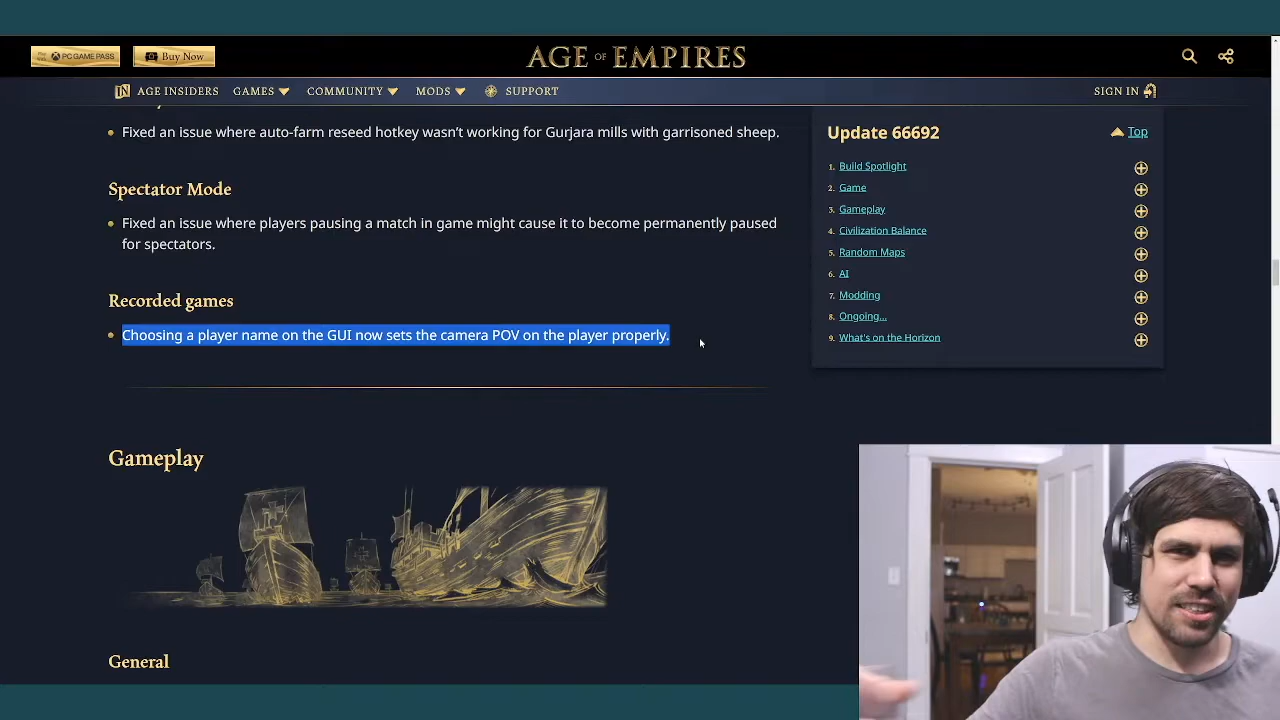 PC GAME PASS
Buy Now
AGE OF EMPIRES
AGE INSIDERS
GAMES
COMMUNITY
MODS
SUPPORT
SIGN IN
Fixed an issue where auto-farm reseed hotkey wasn't working for Gurjara mills with garrisoned sheep.
Spectator Mode
Fixed an issue where players pausing a match in game might cause it to become permanently paused
for spectators.
Recorded games
Choosing a player name on the GUI now sets the camera POV on the player properly.
Gameplay
General
Update 66692
Top
1. Build Spotlight
2. Game
3. Gameplay
4. Civilization Balance
5. Random Maps
6. AI
7. Modding
8. Ongoing...
9. What's on the Horizon